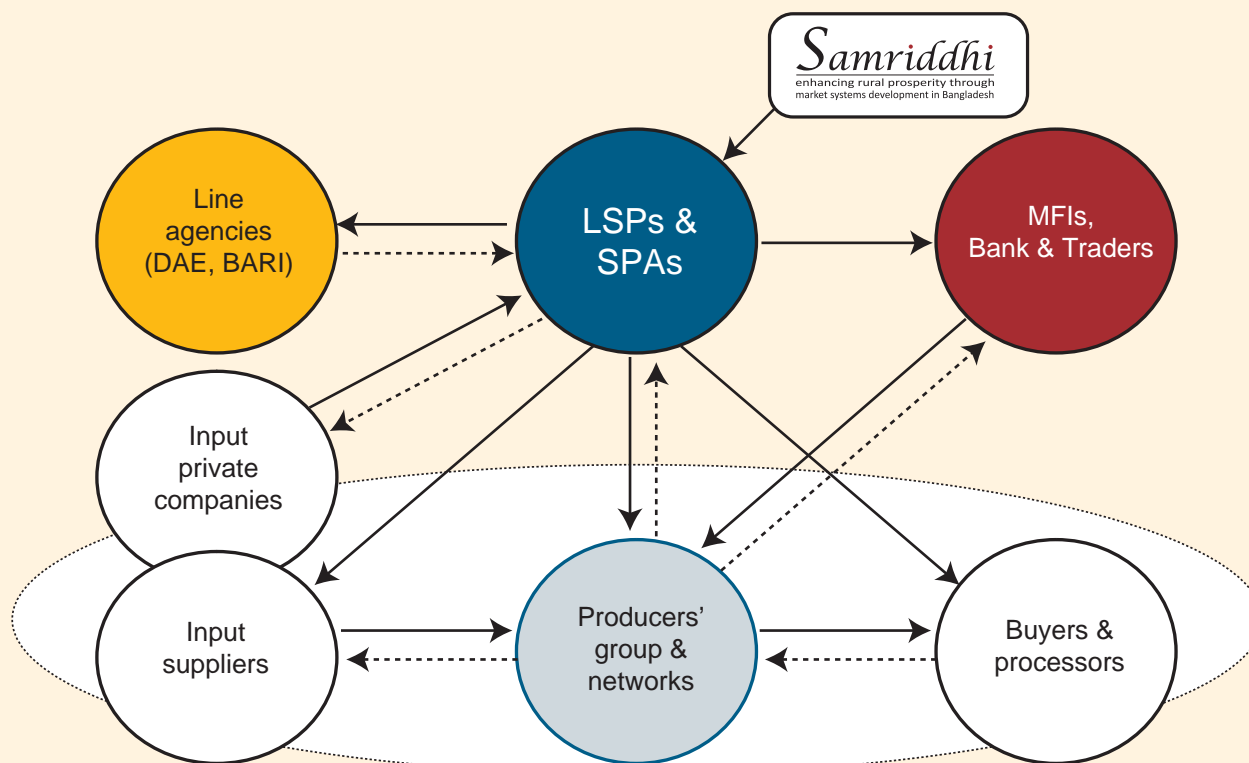 Samriddhi
enhancing rural prosperity through
market systems development in Bangladesh
Line
agencies
(DAE, BARI)
LSPs &
SPAs
MFIs,
Bank & Traders
Input
private
companies
Input
suppliers
Producers’
group &
networks
Buyers &
processors